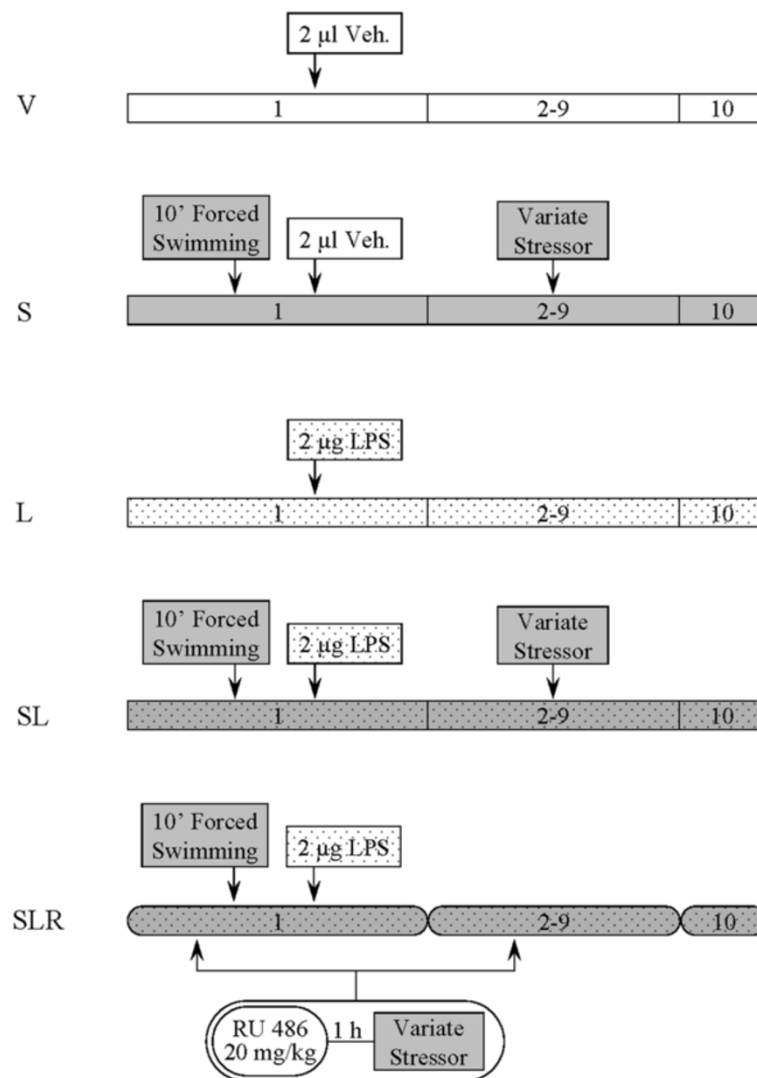 2 µl Veh.
V
1
2-9
10
10’ Forced
Swimming
2 µl Veh.
Variate
Stressor
S
1
2-9
10
2 µg LPS
L
1
2-9
10
10’ Forced
Swimming
2 µg LPS
Variate
Stressor
SL
1
2-9
10
10’ Forced
Swimming
2 µg LPS
SLR
1
2-9
10
RU 486
20 mg/kg
1 h
Variate
Stressor